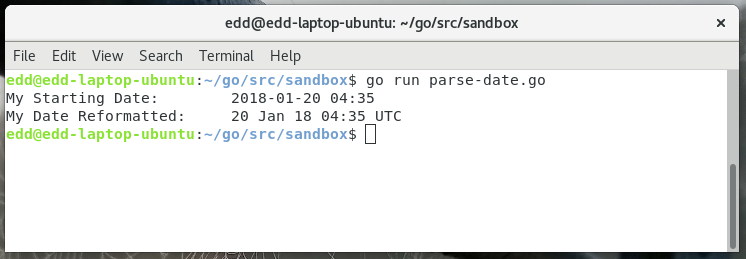 edd@edd-laptop-ubuntu: ~/go/src/sandbox
File Edit View Search Terminal Help
edd@edd-laptop-ubuntu:~/go/src/sandbox$ go run parse-date.go
My Starting Date:        2018-01-20 04:35
My Date Reformatted:     20 Jan 18 04:35 UTC
edd@edd-laptop-ubuntu:~/go/src/sandbox$